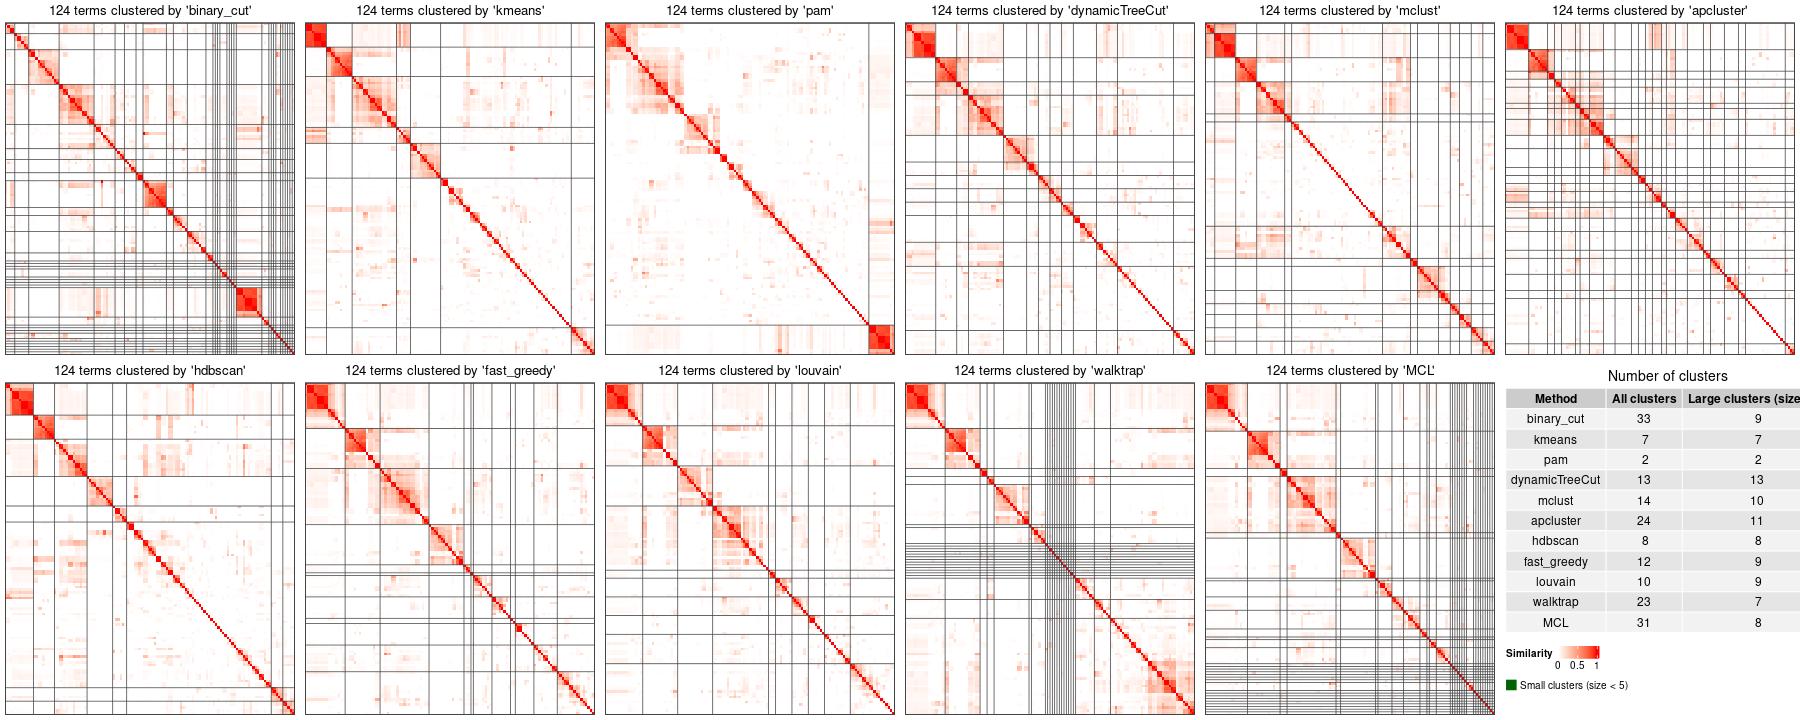 124 terms clustered by 'binary_cut'
124 terms clustered by 'kmeans'
124 terms clustered by 'pam'
124 terms clustered by 'dynamicTreeCut'
124 terms clustered by 'mclust'
124 terms clustered by 'apcluster'
124 terms clustered by 'hdbscan'
124 terms clustered by 'fast_greedy'
124 terms clustered by 'louvain'
124 terms clustered by 'walktrap'
124 terms clustered by 'MCL'
Number of clusters
Method All clusters Large clusters (size
binary_cut 33 9
kmeans 7 7
pam 2 2
dynamicTreeCut 13 13
mclust 14 10
apcluster 24 11
hdbscan 8 8
fast_greedy 12 9
louvain 10 9
walktrap 23 7
MCL 31 8
Similarity
0 0.5 1
Small clusters (size < 5)